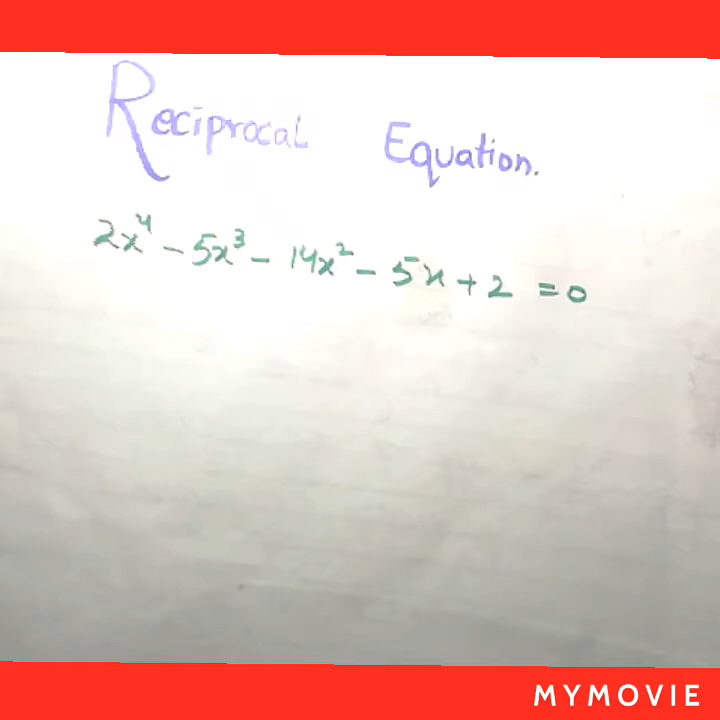 Reciprocal Equation.
2x⁴ - 5x³ - 14x² - 5x + 2 = 0
MYMOVIE